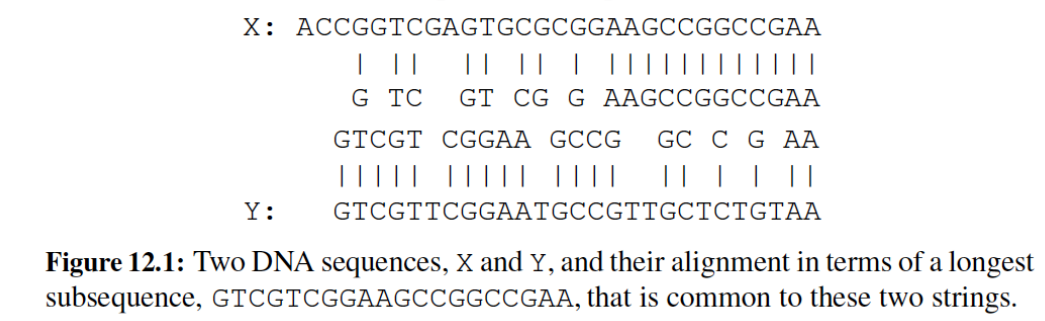 X: ACCGGTCGAGTGCGCGGAAGCCGGCCGAA
| || || || | ||||||||||||
G TC GT CG G AAGCCGGCCGAA
GTCGT CGGAA GCCG GC C G AA
||||| ||||| |||| || | | ||
Y: GTCGTTCGGAATGCCGTTGCTCTGTAA
Figure 12.1: Two DNA sequences, X and Y, and their alignment in terms of a longest
subsequence, GTCGTCGGAAGCCGGCCGAA, that is common to these two strings.